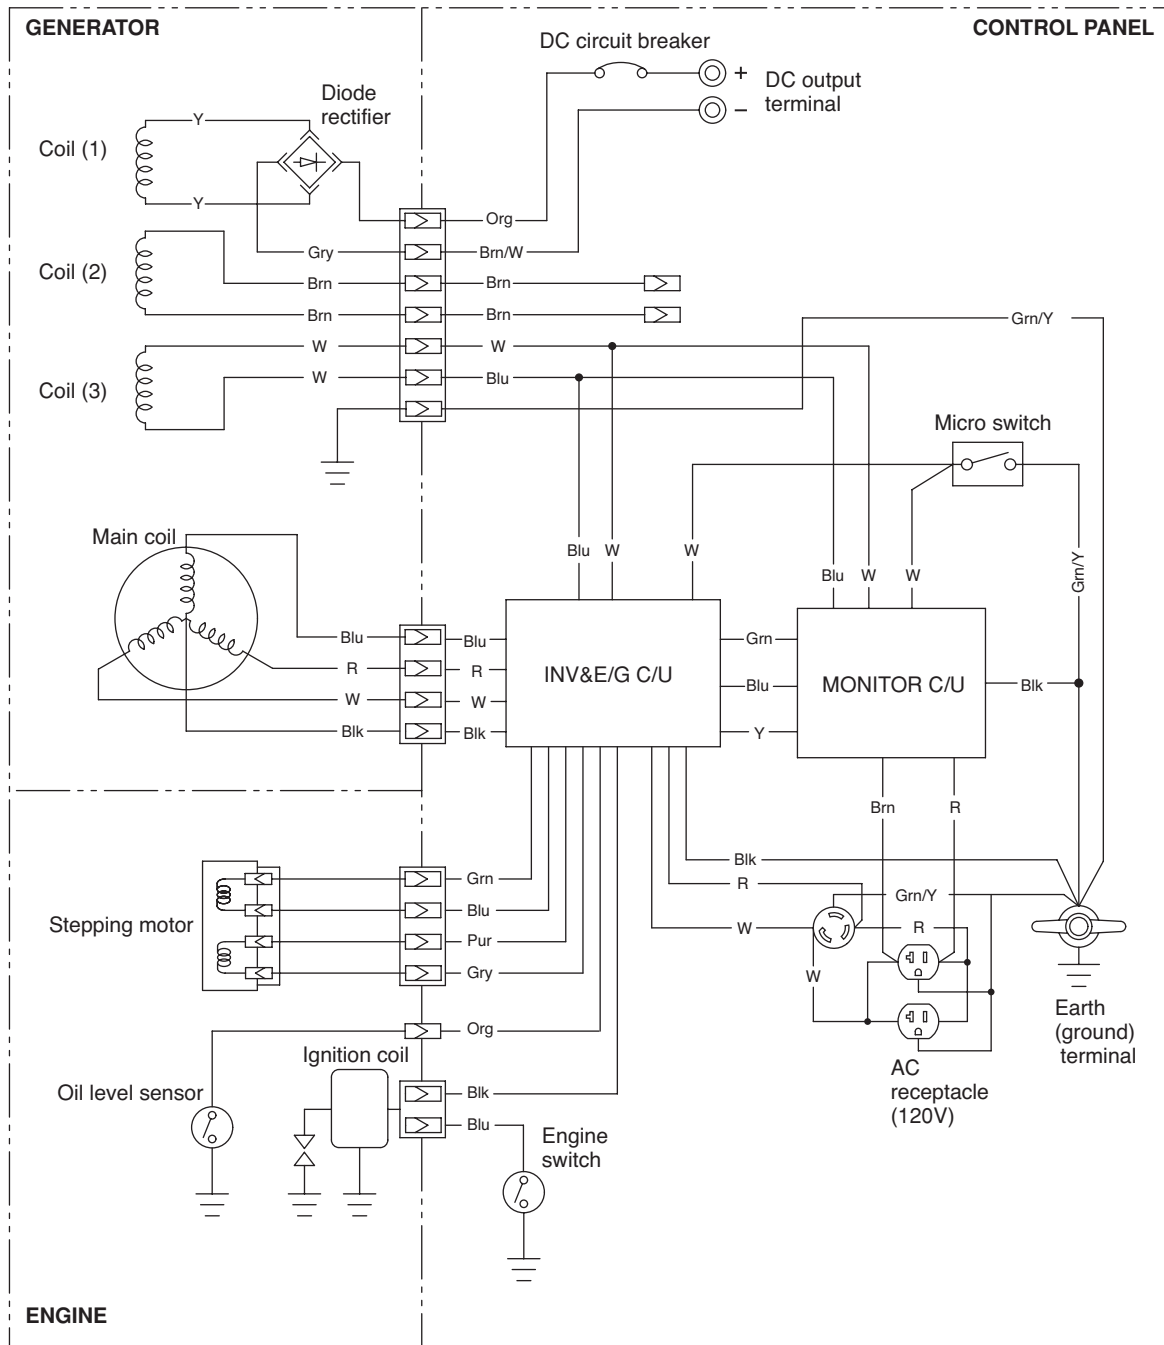 GENERATOR
CONTROL PANEL
DC circuit breaker
+
DC output
terminal
−
Diode
rectifier
Y
Coil (1)
Y
Org
Gry
Brn/W
Coil (2)
Brn
Brn
Brn
Brn
Grn/Y
W
W
W
Blu
Coil (3)
Micro switch
Main coil
Blu
W
W
Blu
W
W
Grn/Y
Blu
Blu
Grn
R
R
INV&E/G C/U
MONITOR C/U
Blu
Blk
W
W
Blk
Blk
Y
Brn
R
Blk
Grn
R
Grn/Y
Blu
Stepping motor
W
R
Pur
Gry
W
Org
Earth
(ground)
terminal
Ignition coil
AC
receptacle
(120V)
Oil level sensor
Blk
Blu
Engine
switch
ENGINE